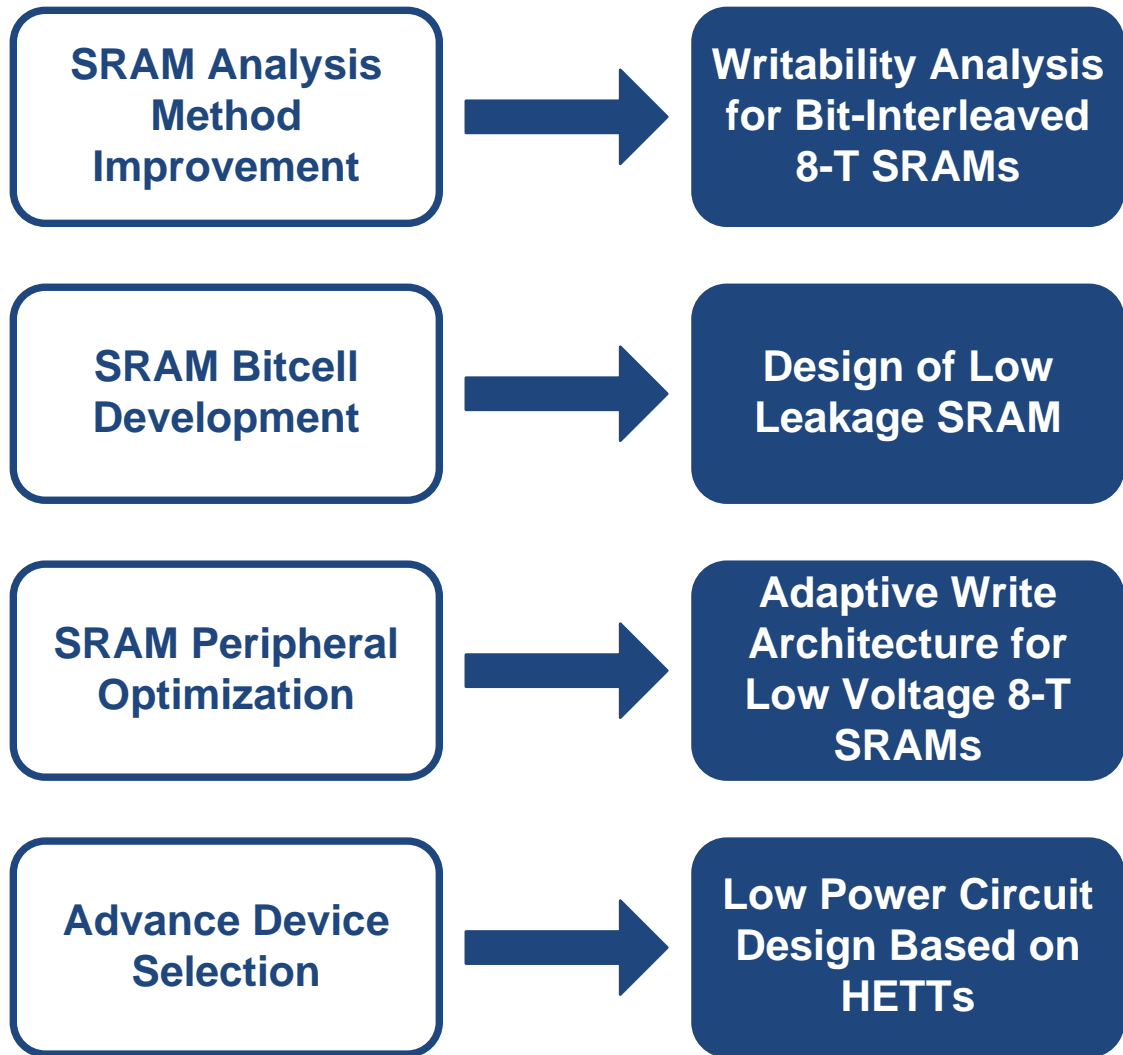 SRAM Analysis
Method
Improvement
Writability Analysis
for Bit-Interleaved
8-T SRAMs
SRAM Bitcell
Development
Design of Low
Leakage SRAM
SRAM Peripheral
Optimization
Adaptive Write
Architecture for
Low Voltage 8-T
SRAMs
Advance Device
Selection
Low Power Circuit
Design Based on
HETTs